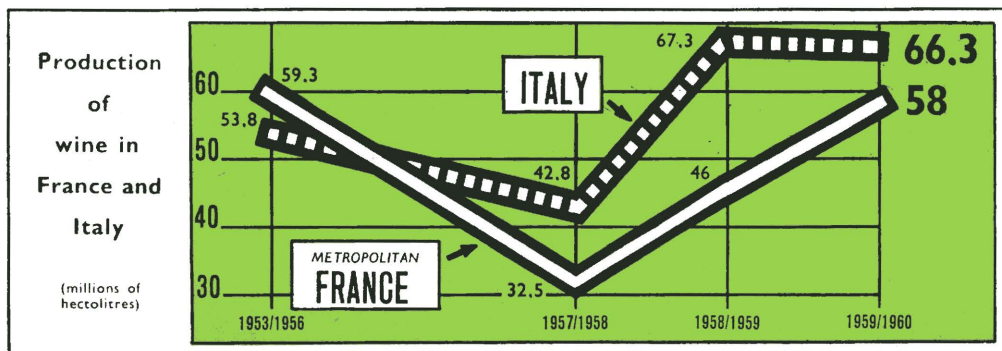 Production
of
wine in
France and
Italy
(millions of
hectolitres)
60
50
40
30
59.3
53.8
42.8
32.5
67.3
46
66.3
58
ITALY
METROPOLITAN
FRANCE
1953/1956
1957/1958
1958/1959
1959/1960